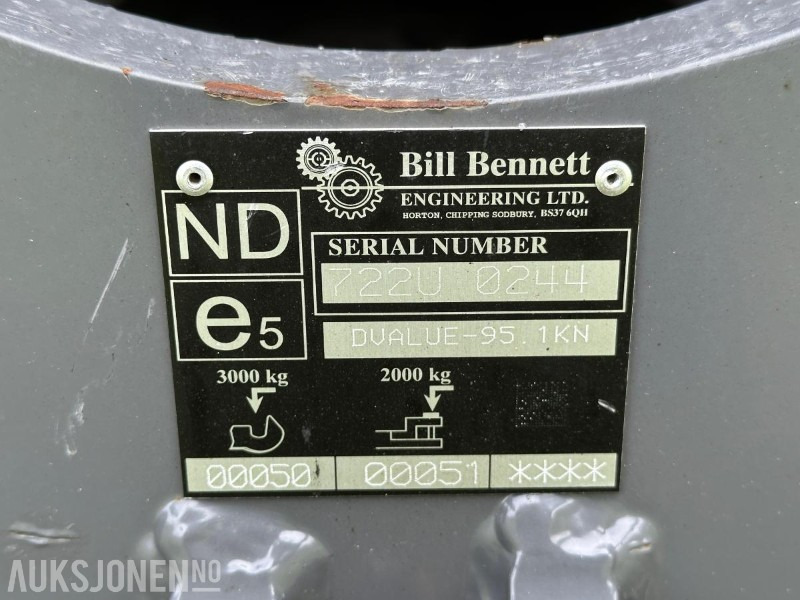 Bill Bennett
ENGINEERING LTD.
HORTON, CHIPPING SODBURY, BS37 6QH
ND
SERIAL NUMBER
722U 0244
e5
DVALUE-95.1KN
3000 kg
2000 kg
00050
00051
****
AUKSJONEN.NO